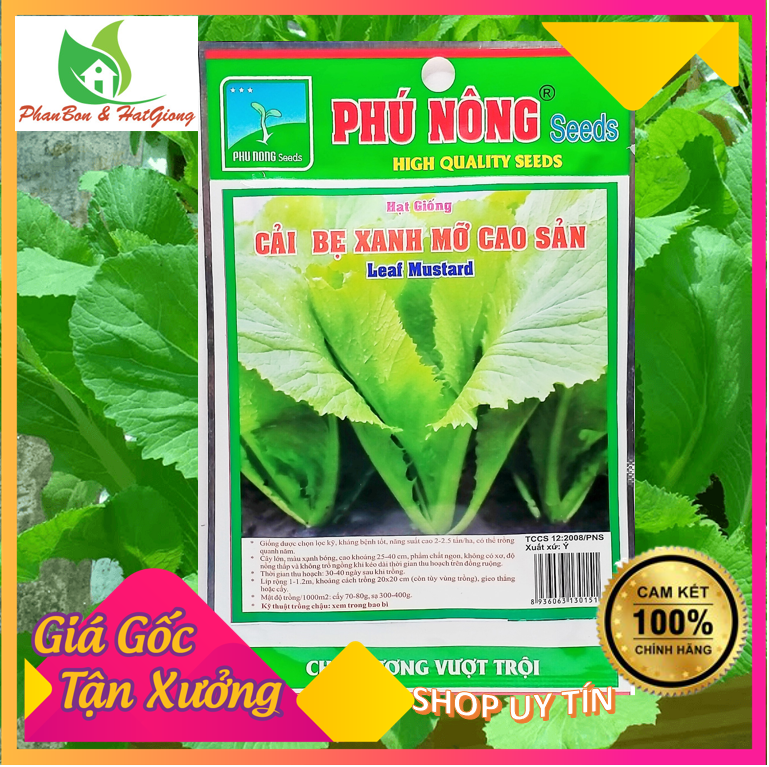 PhanBon & HatGiong
PHÚ NÔNG ® Seeds
HIGH QUALITY SEEDS
★★★
PHU NONG Seeds
Hạt Giống
CẢI BẸ XANH MỠ CAO SẢN
Leaf Mustard
* Giống được chọn lọc kỹ, kháng bệnh tốt, năng suất cao 2-2.5 tấn/ha, có thể trồng
quanh năm.
* Cây lớn, màu xanh bóng, cao khoảng 25-40 cm, phẩm chất ngon, không có xơ, độ
nồng thấp và không trổ ngồng khi kéo dài thời gian thu hoạch trên đồng ruộng.
* Thời gian thu hoạch: 30-40 ngày sau khi trồng.
* Líp rộng 1-1.2m, khoảng cách trồng 20x20 cm (còn tùy vùng trồng), gieo thẳng
hoặc cấy.
* Mật độ trồng/1000m2: cấy 70-80g, sạ 300-400g.
* Kỹ thuật trồng chậu: xem trong bao bì
TCCS 12:2008/PNS
Xuất xứ: Ý
8 936063 130151
CAM KẾT
100%
CHÍNH HÃNG
Giá Gốc
Tận Xưởng
VƯỢT TRỘI
SHOP UY TÍN